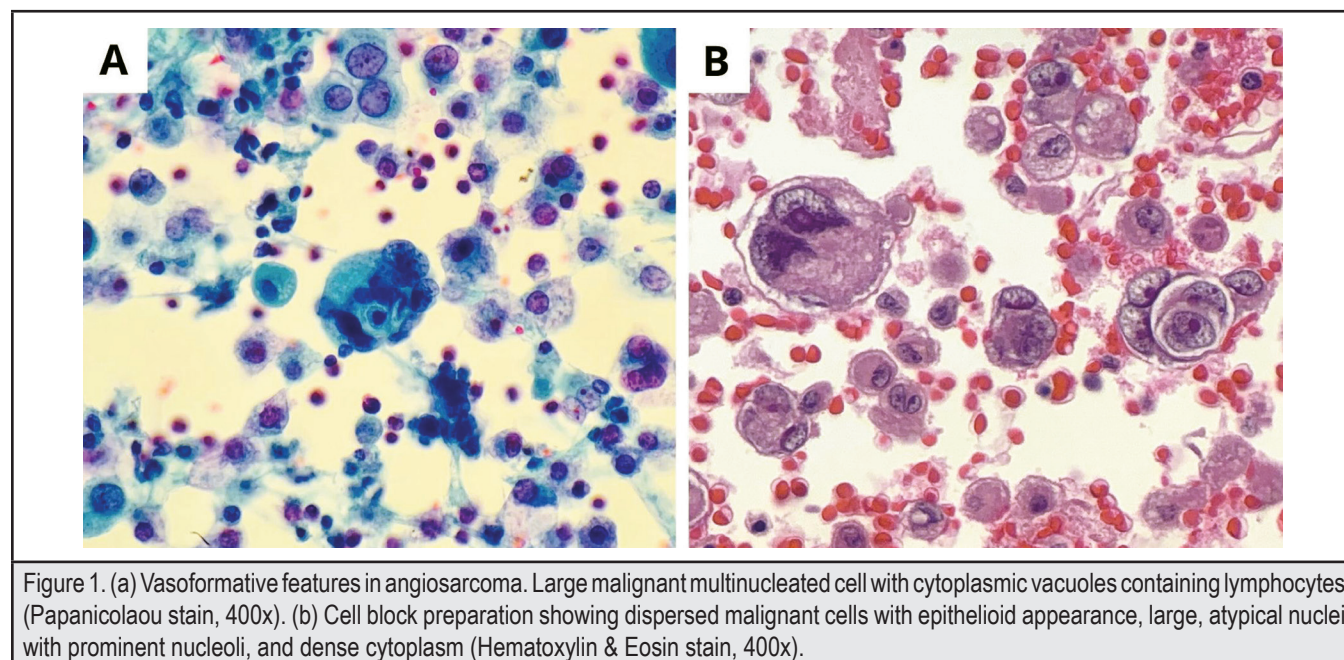 A
B
Figure 1. (a) Vasoformative features in angiosarcoma. Large malignant multinucleated cell with cytoplasmic vacuoles containing lymphocytes
(Papanicolaou stain, 400x). (b) Cell block preparation showing dispersed malignant cells with epithelioid appearance, large, atypical nuclei
with prominent nucleoli, and dense cytoplasm (Hematoxylin & Eosin stain, 400x).